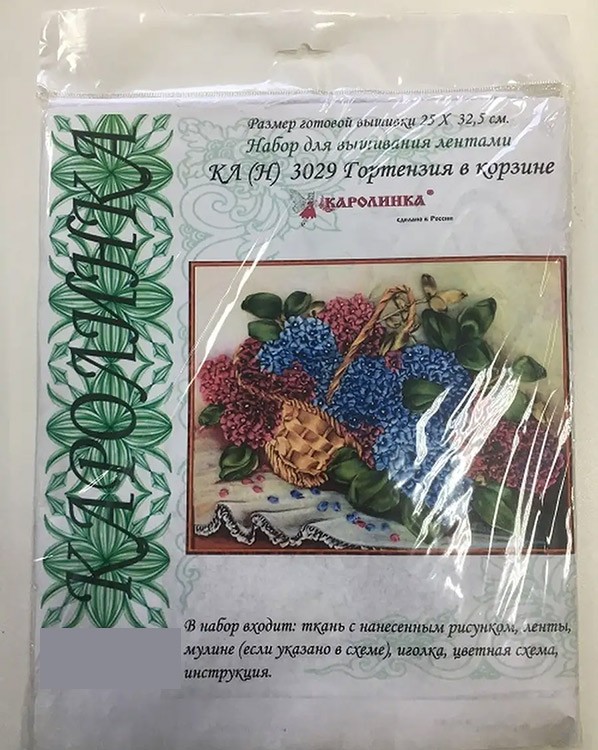 Размер готовой вышивки 25 X 32,5 см.
Набор для вышивания лентами
КЛ (Н) 3029 Гортензия в корзине
КАРОЛИНКА®
сделано в России
КАРОЛИНКА
В набор входит: ткань с нанесенным рисунком, ленты,
мулине (если указано в схеме), иголка, цветная схема,
инструкция.